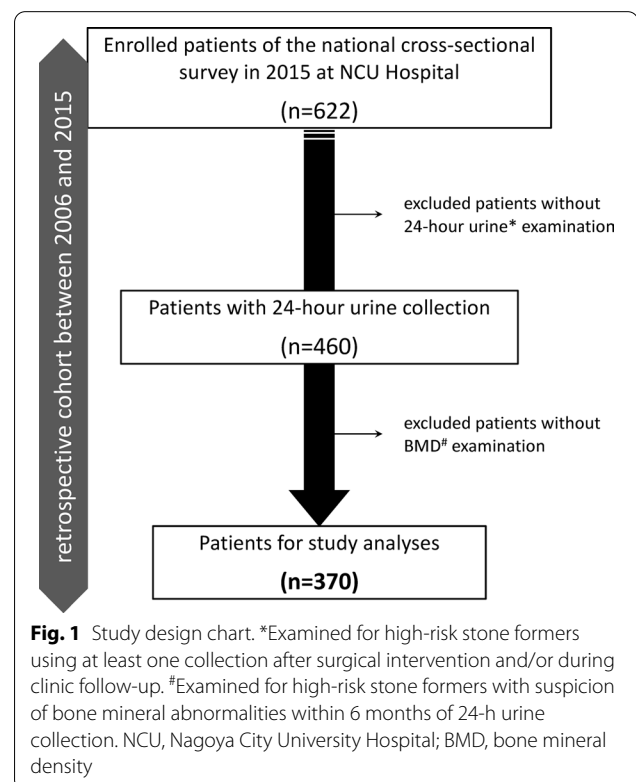 retrospective cohort between 2006 and 2015
Enrolled patients of the national cross-sectional
survey in 2015 at NCU Hospital
(n=622)
excluded patients without
24-hour urine* examination
Patients with 24-hour urine collection
(n=460)
excluded patients without
BMD# examination
Patients for study analyses
(n=370)
Fig. 1 Study design chart. *Examined for high-risk stone formers
using at least one collection after surgical intervention and/or during
clinic follow-up. #Examined for high-risk stone formers with suspicion
of bone mineral abnormalities within 6 months of 24-h urine
collection. NCU, Nagoya City University Hospital; BMD, bone mineral
density